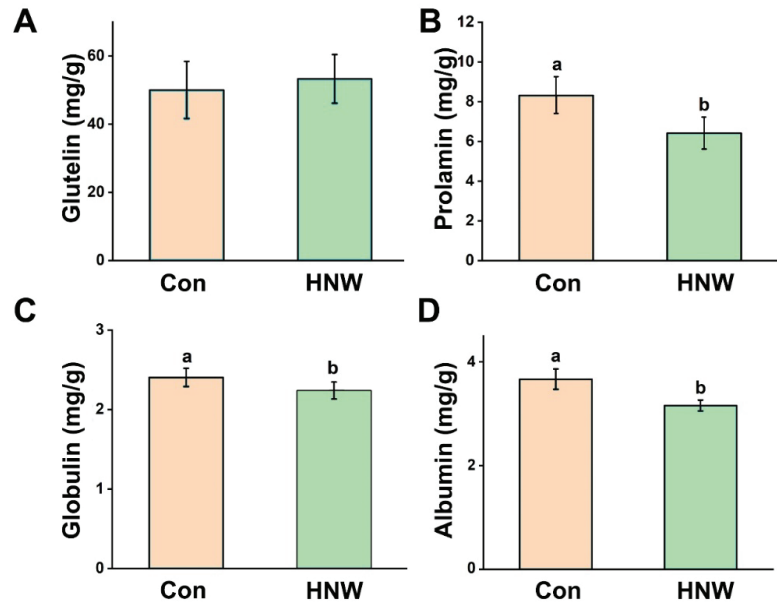 A
Glutelin (mg/g)
60
40
20
0
Con HNW
B
Prolamin (mg/g)
12
10
8
6
4
2
0
a
b
Con HNW
C
Globulin (mg/g)
3
2
1
0
a
b
Con HNW
D
Albumin (mg/g)
4
2
0
a
b
Con HNW